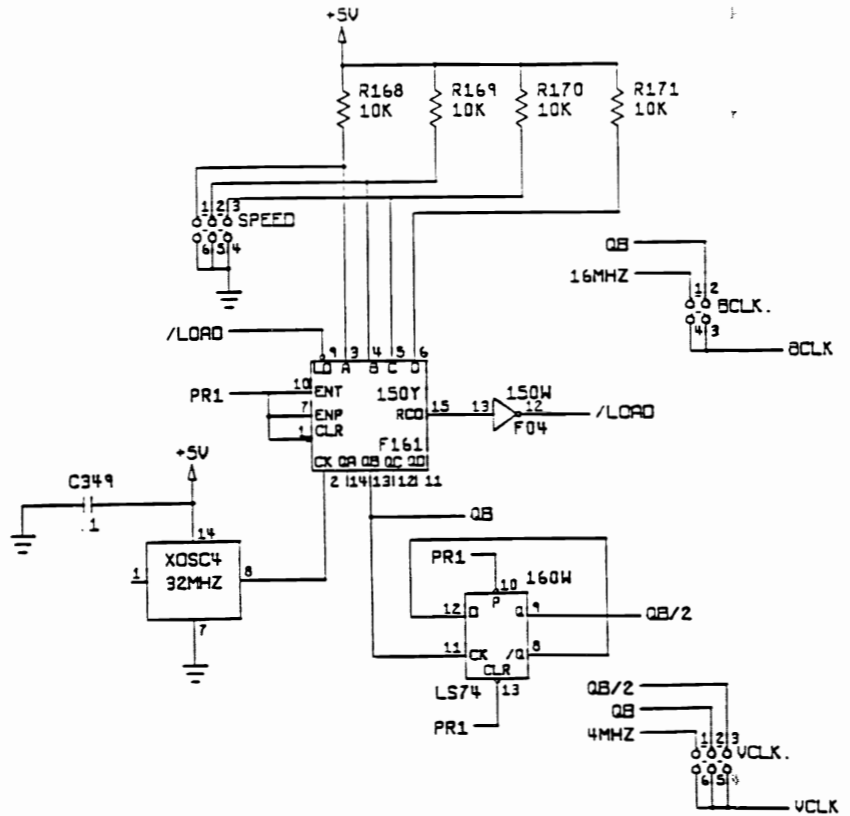 +5V
R168
10K
R169
10K
R170
10K
R171
10K
1 2 3
SPEED
6 5 4
QB
16MHZ
1 2
BCLK.
4 3
BCLK
/LOAD
9 3 4 5 6
LD A B C D
PR1
10 ENT
150Y
7 ENP
RCO 15
1 CLR
F161
CK QA QB QC QD
2 14 13 12 11
13 150W 12
F04
/LOAD
+5V
C349
.1
14
XOSC4
32MHZ
1
8
7
QB
PR1
10 160W
P
12 D
Q 9
QB/2
11 CK
/Q 8
CLR
LS74
13
PR1
QB/2
QB
4MHZ
1 2 3
VCLK.
6 5
VCLK